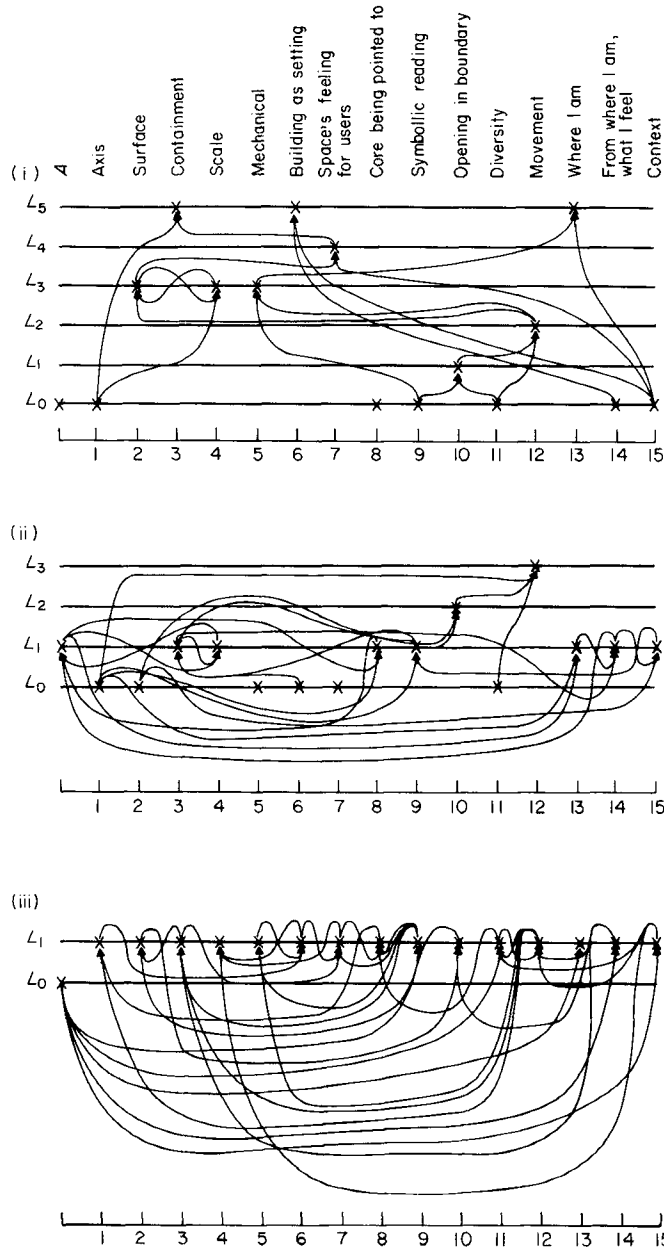 A
Axis
Surface
Containment
Scale
Mechanical
Building as setting
Space's feeling
for users
Core being pointed to
Symbollic reading
Opening in boundary
Diversity
Movement
Where I am
From where I am,
what I feel
Context
(i)
L5
L4
L3
L2
L1
L0
1 2 3 4 5 6 7 8 9 10 11 12 13 14 15
(ii)
L3
L2
L1
L0
1 2 3 4 5 6 7 8 9 10 11 12 13 14 15
(iii)
L1
L0
1 2 3 4 5 6 7 8 9 10 11 12 13 14 15